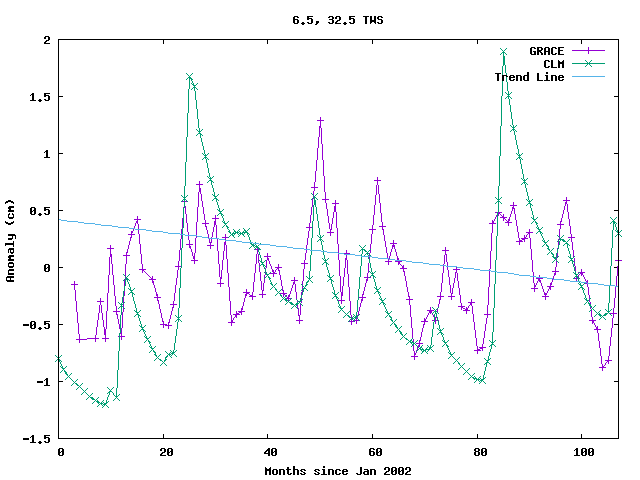 6.5, 32.5 TWS
GRACE
CLM
Trend Line
2
1.5
1
0.5
0
-0.5
-1
-1.5
Anomaly (cm)
0 20 40 60 80 100
Months since Jan 2002